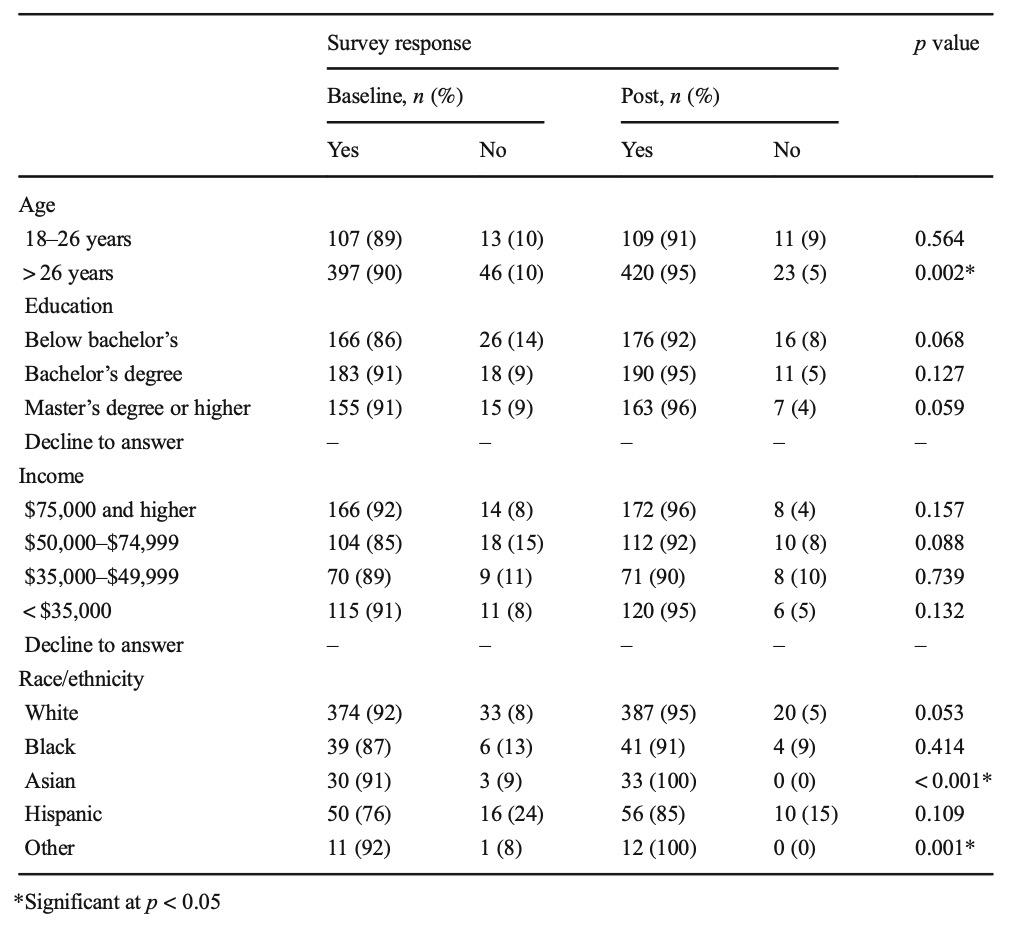 Survey response p value
Baseline, n (%) Post, n (%)
Yes No Yes No
Age
18–26 years 107 (89) 13 (10) 109 (91) 11 (9) 0.564
> 26 years 397 (90) 46 (10) 420 (95) 23 (5) 0.002*
Education
Below bachelor’s 166 (86) 26 (14) 176 (92) 16 (8) 0.068
Bachelor’s degree 183 (91) 18 (9) 190 (95) 11 (5) 0.127
Master’s degree or higher 155 (91) 15 (9) 163 (96) 7 (4) 0.059
Decline to answer – – – – –
Income
$75,000 and higher 166 (92) 14 (8) 172 (96) 8 (4) 0.157
$50,000–$74,999 104 (85) 18 (15) 112 (92) 10 (8) 0.088
$35,000–$49,999 70 (89) 9 (11) 71 (90) 8 (10) 0.739
< $35,000 115 (91) 11 (8) 120 (95) 6 (5) 0.132
Decline to answer – – – – –
Race/ethnicity
White 374 (92) 33 (8) 387 (95) 20 (5) 0.053
Black 39 (87) 6 (13) 41 (91) 4 (9) 0.414
Asian 30 (91) 3 (9) 33 (100) 0 (0) < 0.001*
Hispanic 50 (76) 16 (24) 56 (85) 10 (15) 0.109
Other 11 (92) 1 (8) 12 (100) 0 (0) 0.001*
*Significant at p < 0.05